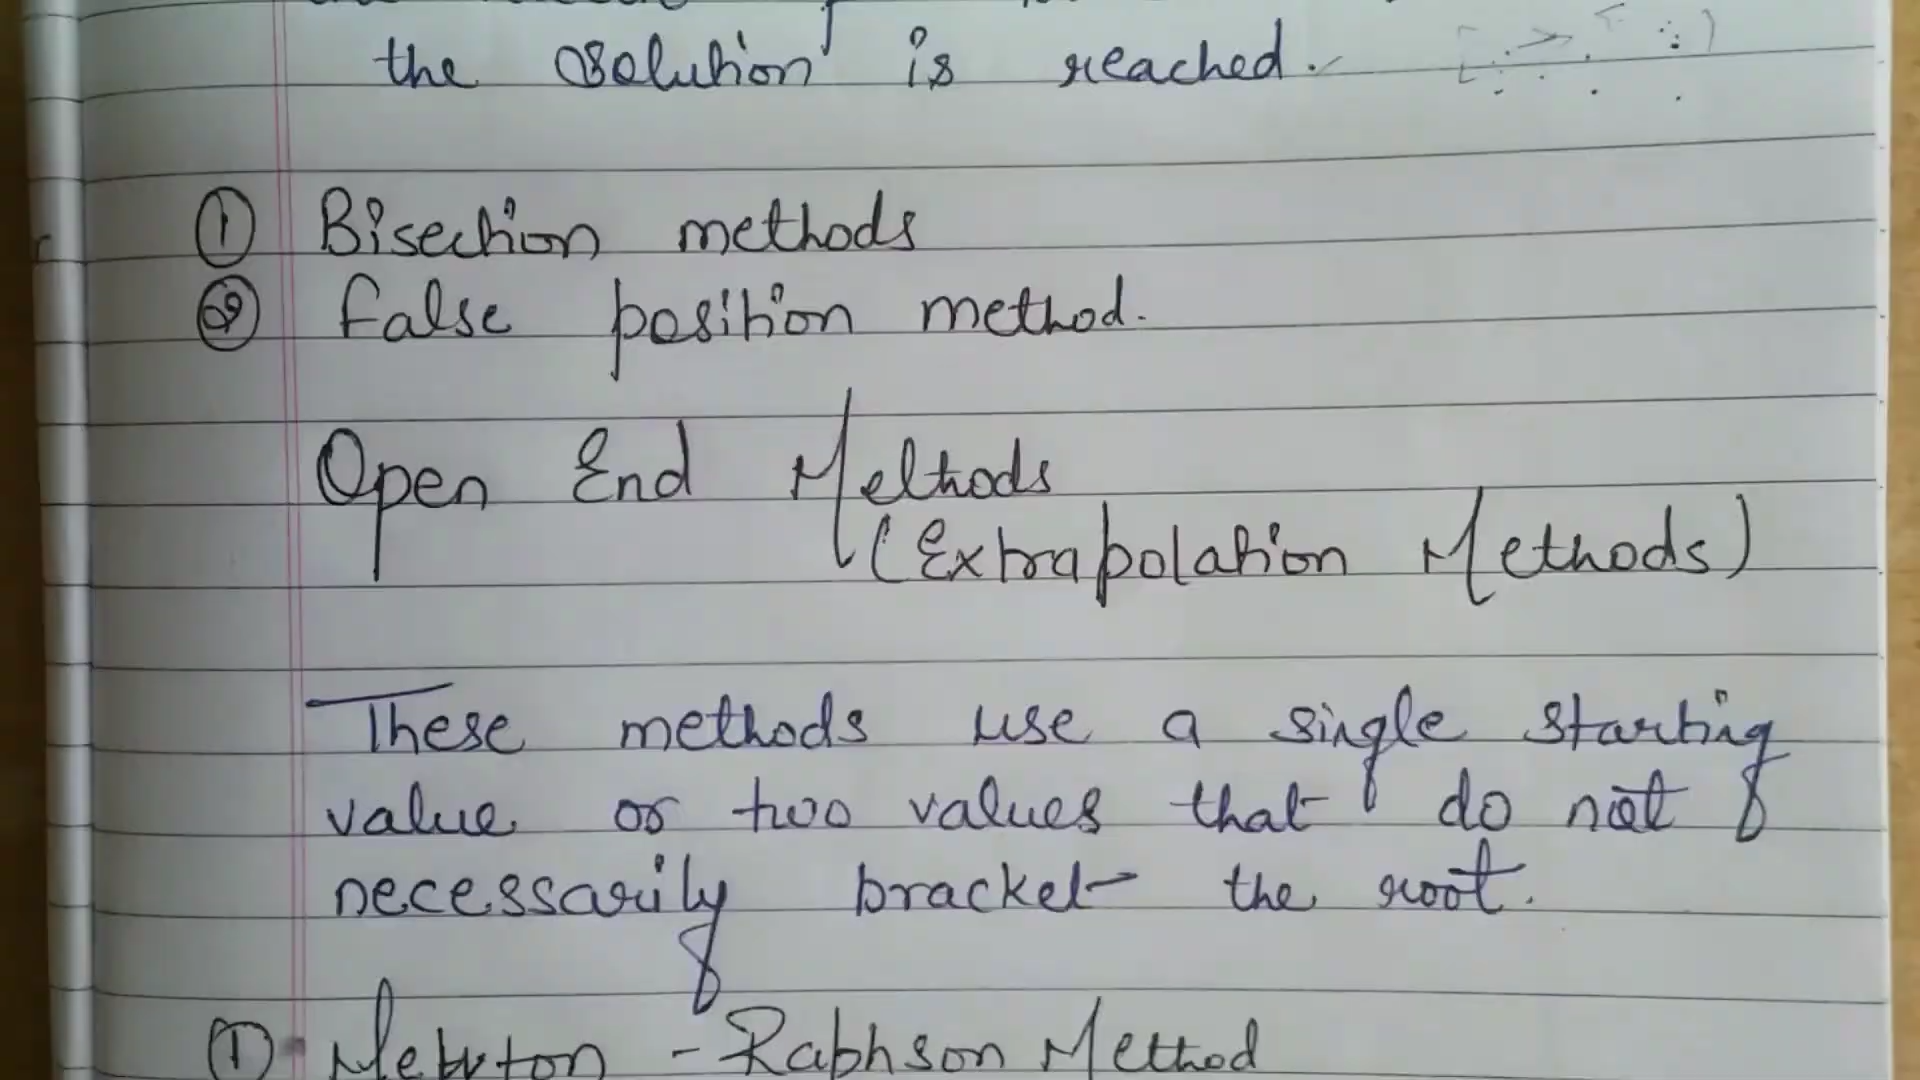 the solution is reached.
① Bisection methods
② False position method.
Open End Methods
(Extrapolation Methods)
These methods use a single starting
value or two values that do not
necessarily bracket the root.
① Newton - Raphson Method